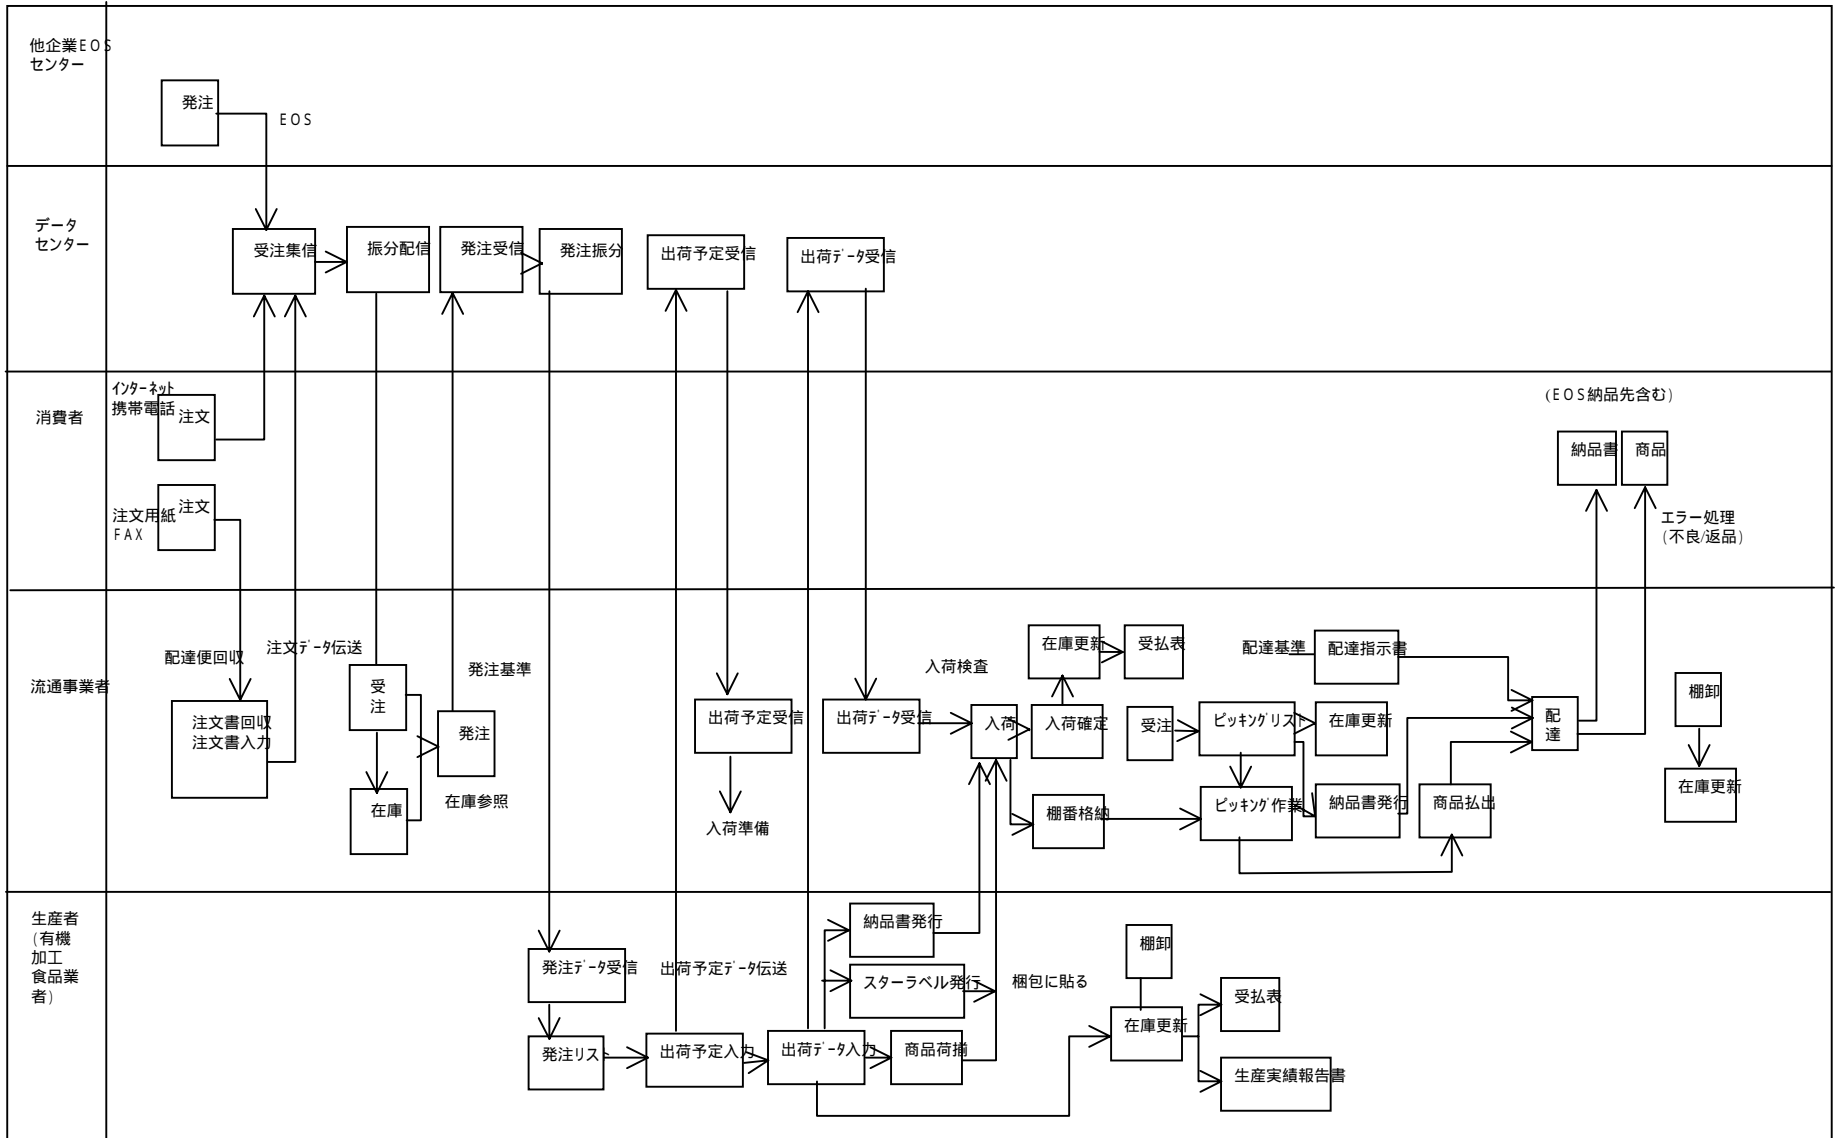 他企業EOS
センター
発注
EOS
データ
センター
受注集信
振分配信
発注受信
発注振分
出荷予定受信
出荷ﾃﾞｰﾀ受信
消費者
ｲﾝﾀｰﾈｯﾄ
携帯電話
注文
注文用紙
FAX
注文
(EOS納品先含む)
納品書
商品
エラー処理
(不良/返品)
流通事業者
配達便回収
注文ﾃﾞｰﾀ伝送
注文書回収
注文書入力
受
注
在庫
発注基準
発注
在庫参照
出荷予定受信
入荷準備
出荷ﾃﾞｰﾀ受信
入荷検査
入荷
在庫更新
受払表
入荷確定
棚番格納
受注
配達基準
配達指示書
ﾋﾟｯｷﾝｸﾞﾘｽﾄ
在庫更新
ﾋﾟｯｷﾝｸﾞ作業
納品書発行
商品払出
配
達
棚卸
在庫更新
生産者
(有機
加工
食品業
者)
発注ﾃﾞｰﾀ受信
発注リスト
出荷予定ﾃﾞｰﾀ伝送
出荷予定入力
出荷ﾃﾞｰﾀ入力
納品書発行
スターラベル発行
商品荷揃
梱包に貼る
棚卸
在庫更新
受払表
生産実績報告書